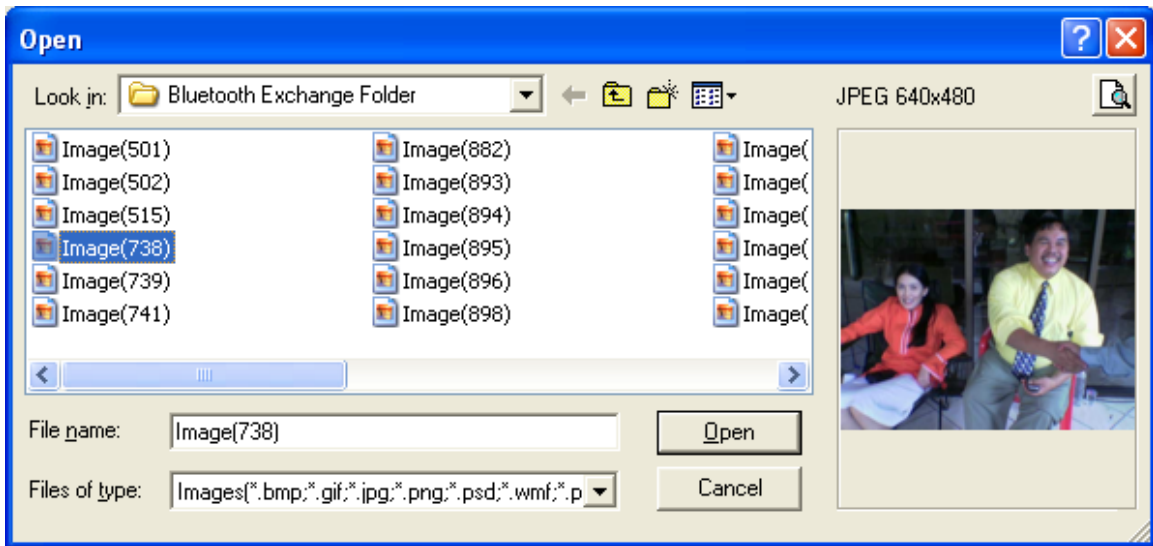 Open
Look in: Bluetooth Exchange Folder
JPEG 640x480
Image(501)
Image(502)
Image(515)
Image(738)
Image(739)
Image(741)
Image(882)
Image(893)
Image(894)
Image(895)
Image(896)
Image(898)
Image(
Image(
Image(
Image(
Image(
Image(
File name: Image(738)
Open
Files of type: Images(*.bmp;*.gif;*.jpg;*.png;*.psd;*.wmf;*.p
Cancel